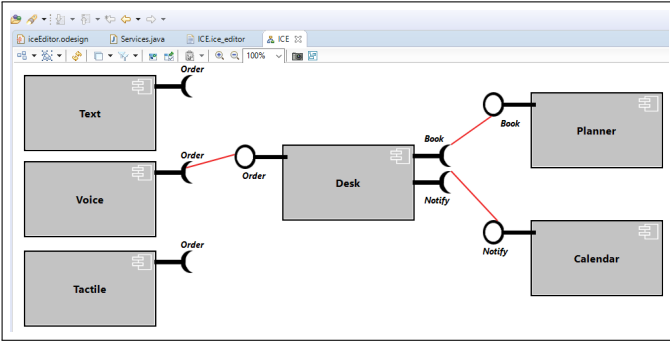 iceEditor.odesign Services.java ICE.ice_editor ICE
100%
Order
Text
Order
Voice
Order
Desk
Book
Notify
Book
Planner
Notify
Calendar
Order
Tactile